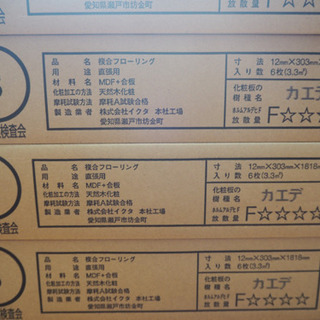 愛知県瀬戸市坊金町
検査会
品名 複合フローリング
用途 直張用
材料名 MDF+合板
化粧加工の方法 天然木化粧
摩耗試験の方法 摩耗A試験合格
製造業者 株式会社イクタ 本社工場
愛知県瀬戸市坊金町
寸法 12mm×303mm×
入り数 6枚(3.3㎡)
化粧板の樹種名 カエデ
ホルムアルデヒド放散量 F☆☆☆
検査会
品名 複合フローリング
用途 直張用
材料名 MDF+合板
化粧加工の方法 天然木化粧
摩耗試験の方法 摩耗A試験合格
製造業者 株式会社イクタ 本社工場
愛知県瀬戸市坊金町
寸法 12mm×303mm×1818mm
入り数 6枚(3.3㎡)
化粧板の樹種名 カエデ
ホルムアルデヒド放散量 F☆☆☆☆
検査会
品名 複合フローリング
用途 直張用
材料名 MDF+合板
化粧加工の方法 天然木化粧
摩耗試験の方法 摩耗A試験合格
製造業者 株式会社イクタ 本社工場
愛知県瀬戸市坊金町
寸法 12mm×303mm×1818mm
入り数 6枚(3.3㎡)
化粧板の樹種名 カエデ
ホルムアルデヒド放散量 F☆☆☆☆